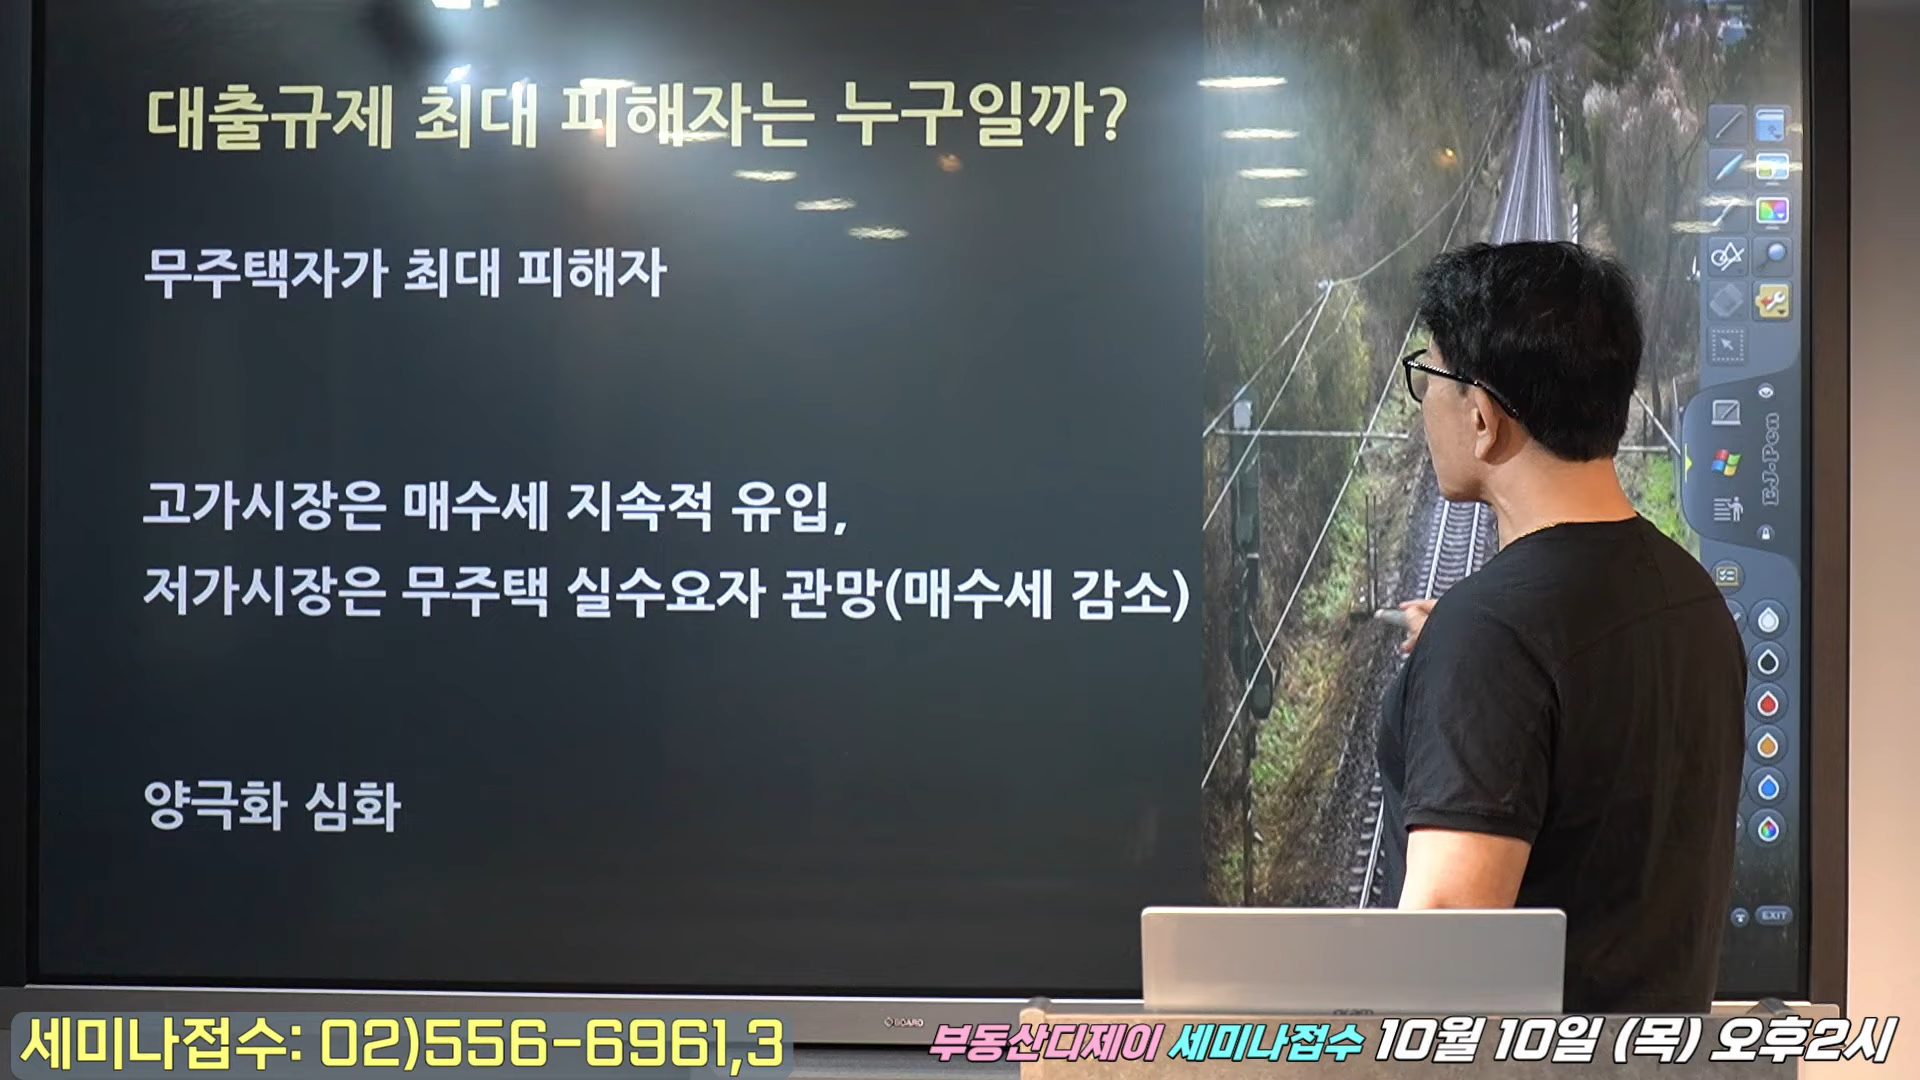 대출규제 최대 피해자는 누구일까?
무주택자가 최대 피해자
고가시장은 매수세 지속적 유입,
저가시장은 무주택 실수요자 관망(매수세 감소)
양극화 심화
EJ-Pen
EXIT
BOARD
세미나접수: 02)556-6961,3
부동산디제이 세미나접수 10월 10일 (목) 오후2시